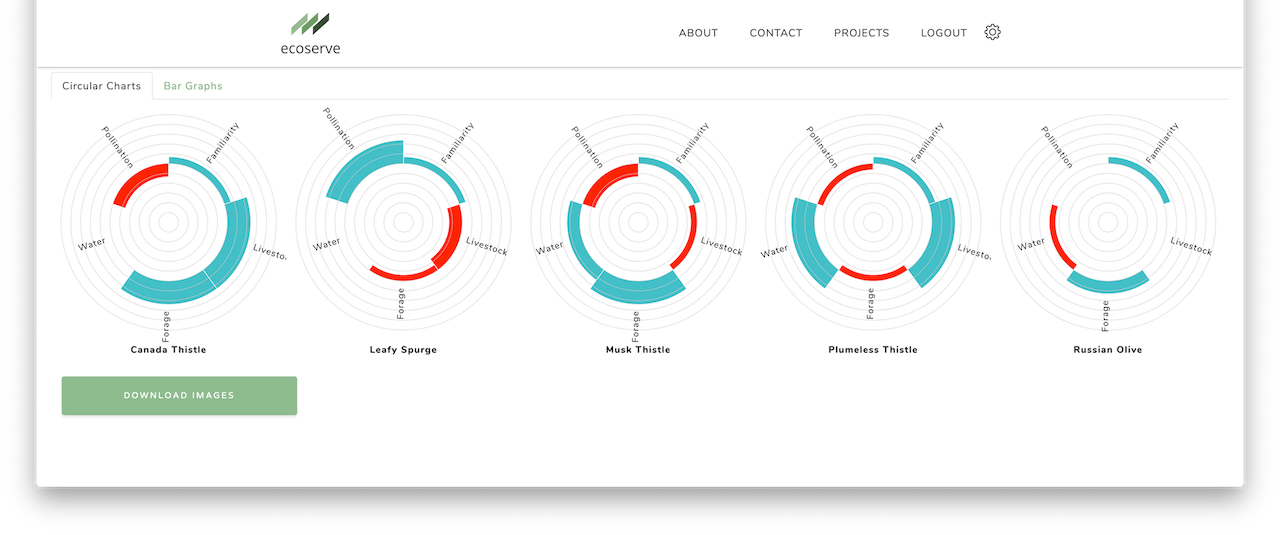 ecoserve
ABOUT CONTACT PROJECTS LOGOUT
Circular Charts Bar Graphs
Pollination
Familiarity
Water
Livesto
Forage
Canada Thistle
Pollination
Familiarity
Water
Livestock
Forage
Leafy Spurge
Pollination
Familiarity
Water
Livestock
Forage
Musk Thistle
Pollination
Familiarity
Water
Livesto
Forage
Plumeless Thistle
Pollination
Familiarity
Water
Livestock
Forage
Russian Olive
DOWNLOAD IMAGES